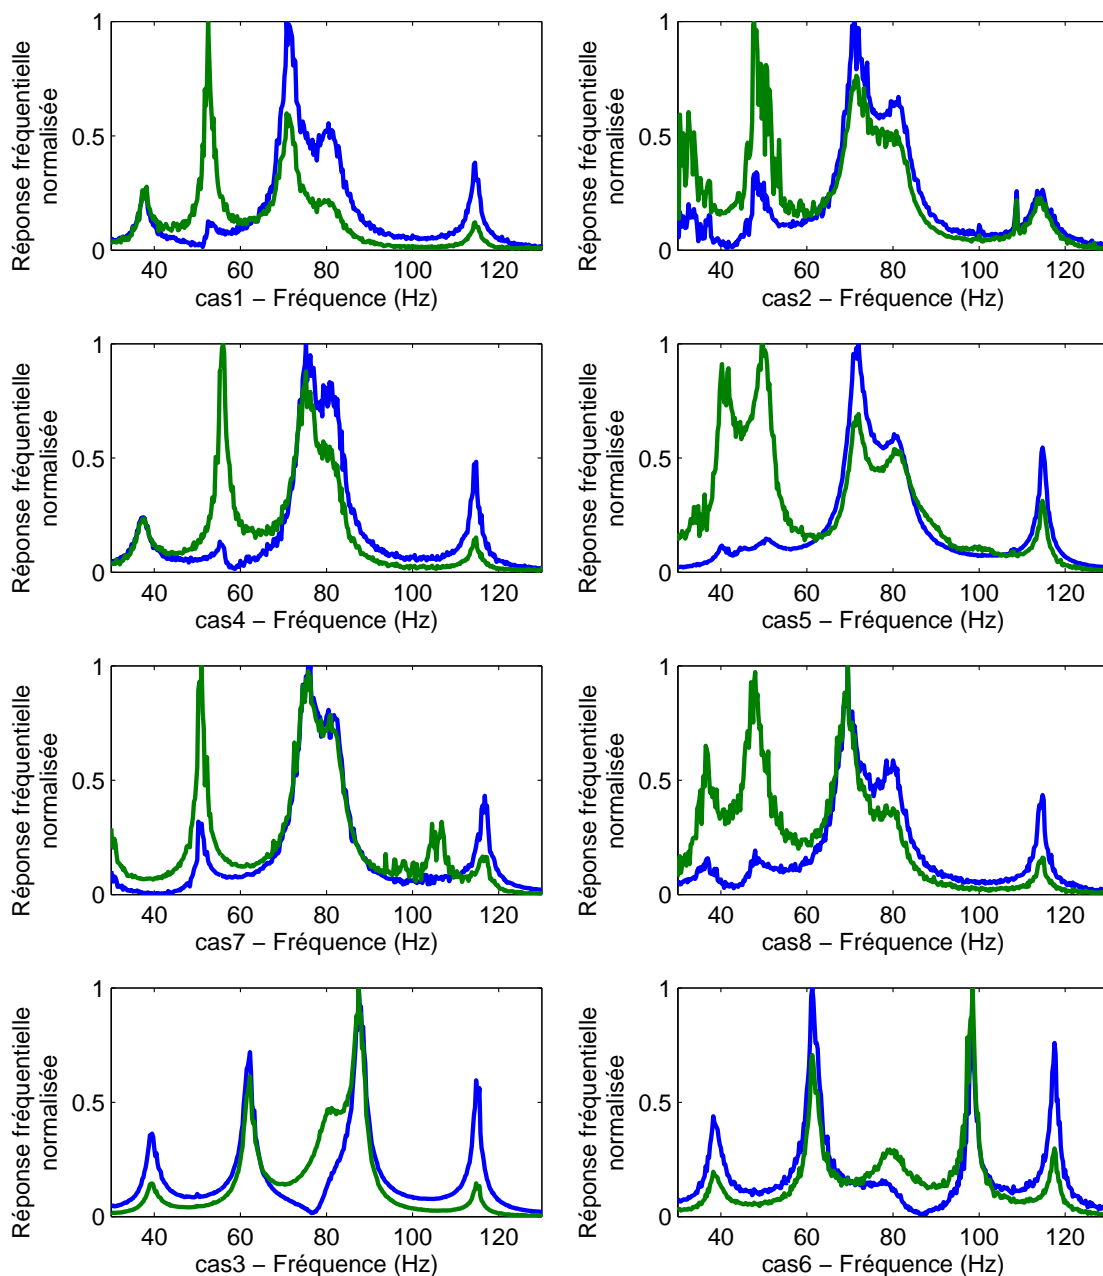 1
0.5
0
Réponse fréquentielle
normalisée
40 60 80 100 120
cas1 – Fréquence (Hz)
1
0.5
0
Réponse fréquentielle
normalisée
40 60 80 100 120
cas2 – Fréquence (Hz)
1
0.5
0
Réponse fréquentielle
normalisée
40 60 80 100 120
cas4 – Fréquence (Hz)
1
0.5
0
Réponse fréquentielle
normalisée
40 60 80 100 120
cas5 – Fréquence (Hz)
1
0.5
0
Réponse fréquentielle
normalisée
40 60 80 100 120
cas7 – Fréquence (Hz)
1
0.5
0
Réponse fréquentielle
normalisée
40 60 80 100 120
cas8 – Fréquence (Hz)
1
0.5
0
Réponse fréquentielle
normalisée
40 60 80 100 120
cas3 – Fréquence (Hz)
1
0.5
0
Réponse fréquentielle
normalisée
40 60 80 100 120
cas6 – Fréquence (Hz)